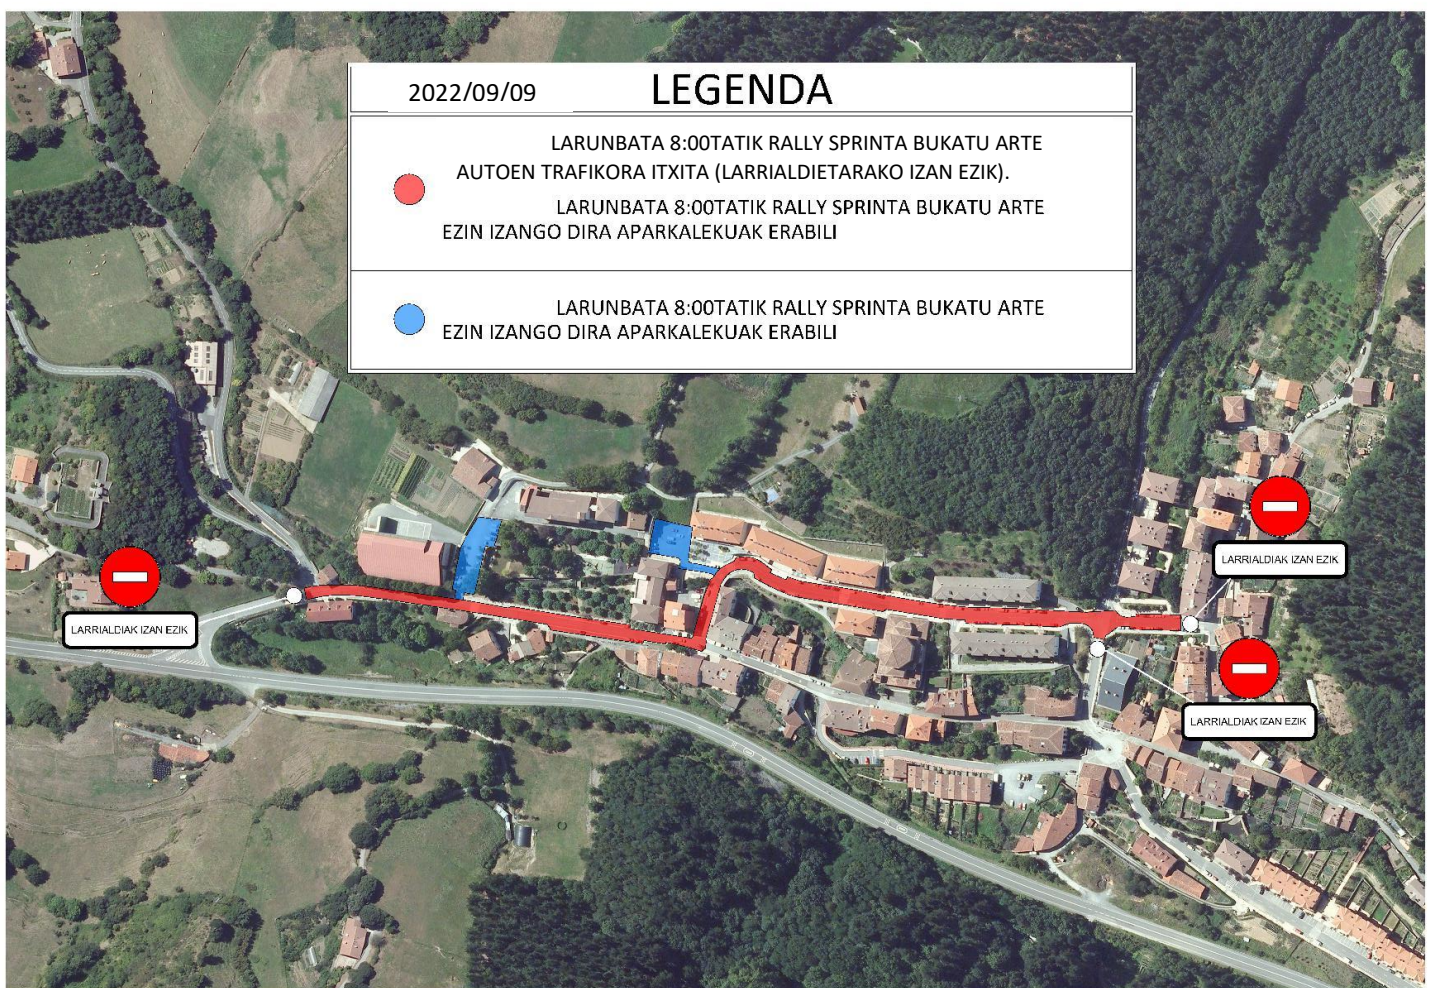 2022/09/09 LEGENDA
LARUNBATA 8:00TATIK RALLY SPRINTA BUKATU ARTE
AUTOEN TRAFIKORA ITXITA (LARRIALDIETARAKO IZAN EZIK).
LARUNBATA 8:00TATIK RALLY SPRINTA BUKATU ARTE
EZIN IZANGO DIRA APARKALEKUAK ERABILI
LARUNBATA 8:00TATIK RALLY SPRINTA BUKATU ARTE
EZIN IZANGO DIRA APARKALEKUAK ERABILI
LARRIALDIAK IZAN EZIK
LARRIALDIAK IZAN EZIK
LARRIALDIAK IZAN EZIK